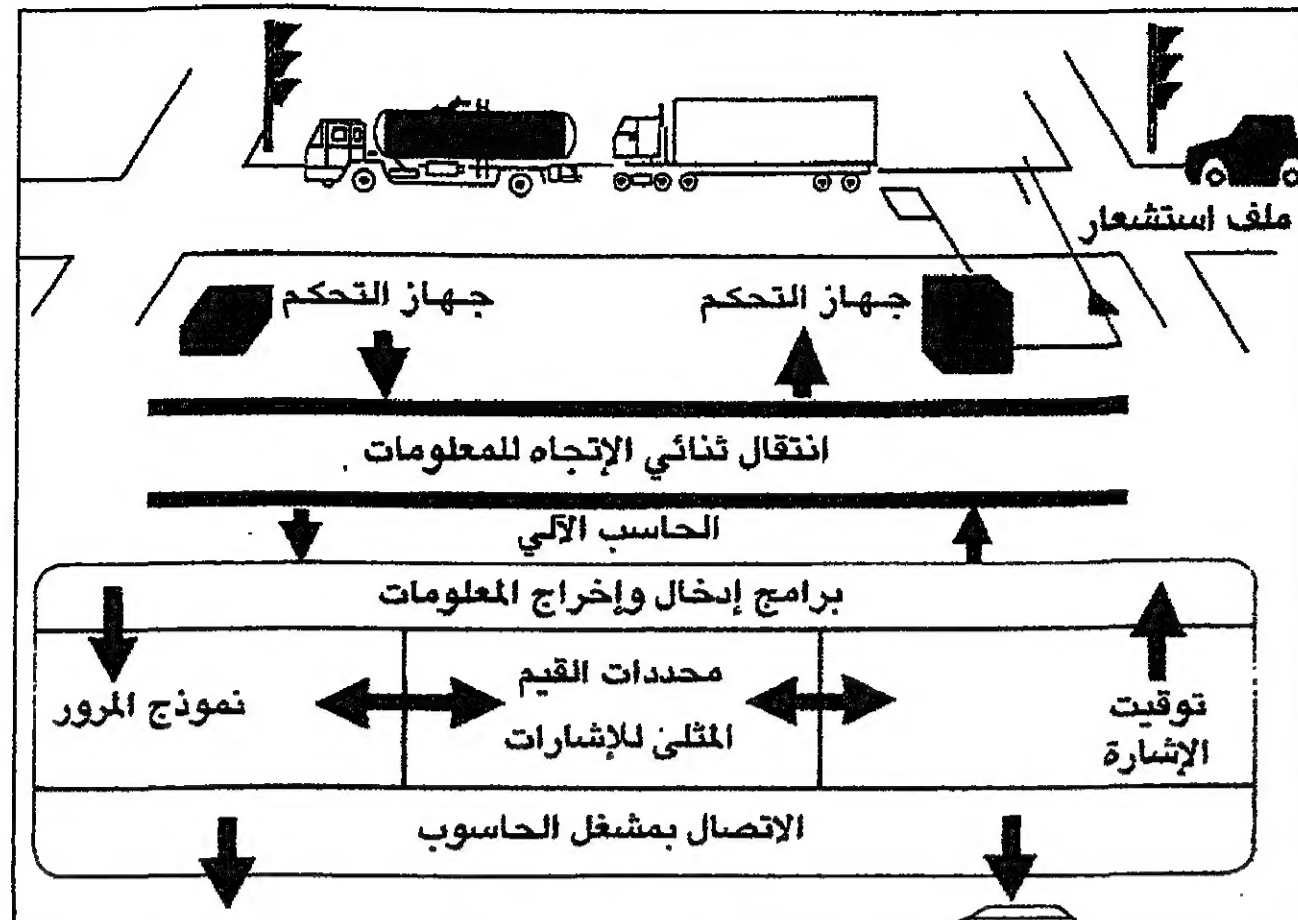 ملف استشعار
جهاز التحكم
جهاز التحكم
انتقال ثنائي الإتجاه للمعلومات
الحاسب الآلي
برامج إدخال وإخراج المعلومات
توقيت
الإشارة
محددات القيم
المثلى للإشارات
نموذج المرور
الاتصال بمشغل الحاسوب